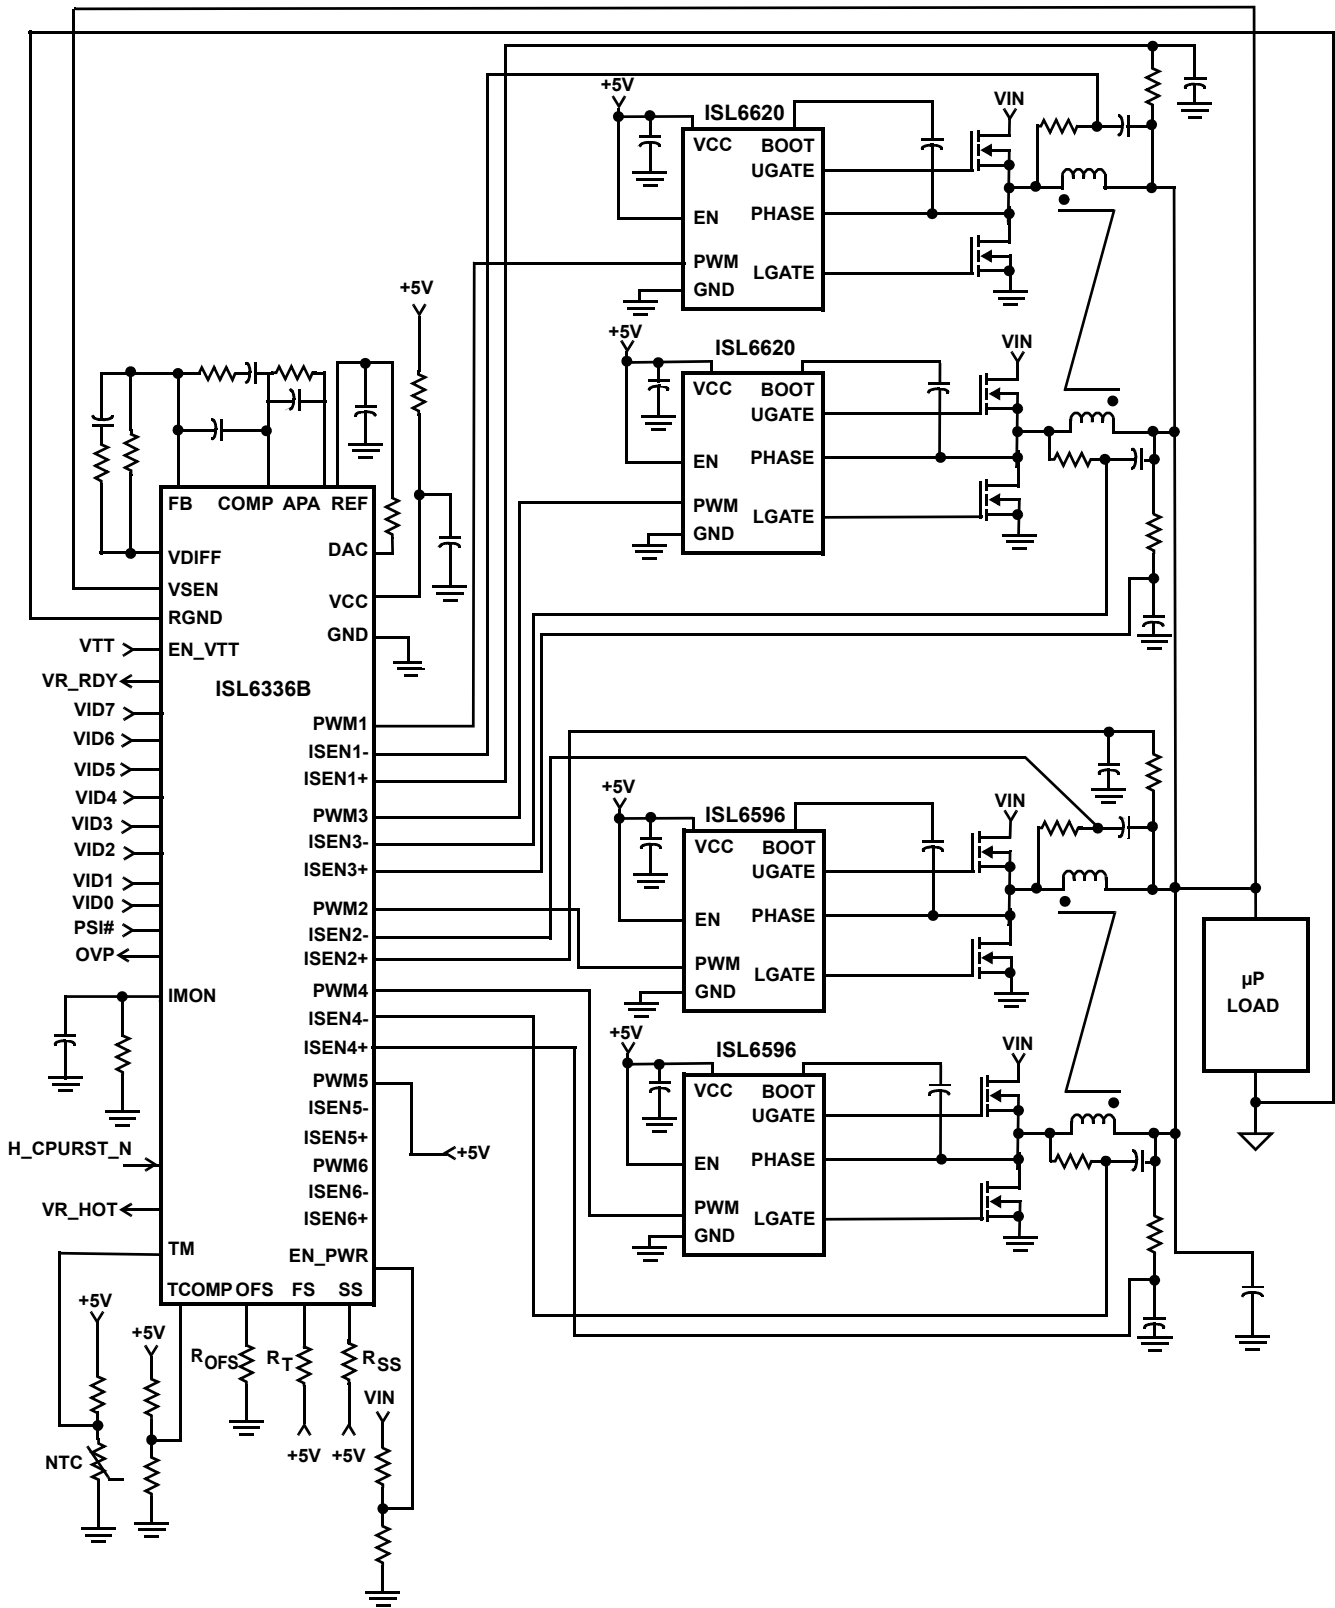 +5V
ISL6620
VIN
VCC
BOOT
UGATE
EN
PHASE
PWM
LGATE
GND
+5V
ISL6620
VIN
VCC
BOOT
UGATE
EN
PHASE
PWM
LGATE
GND
+5V
FB
COMP
APA
REF
DAC
VDIFF
VSEN
VCC
RGND
GND
VTT
EN_VTT
VR_RDY
ISL6336B
VID7
VID6
VID5
VID4
VID3
VID2
VID1
VID0
PSI#
OVP
IMON
PWM1
ISEN1-
ISEN1+
PWM3
ISEN3-
ISEN3+
PWM2
ISEN2-
ISEN2+
PWM4
ISEN4-
ISEN4+
PWM5
ISEN5-
ISEN5+
+5V
PWM6
ISEN6-
ISEN6+
EN_PWR
H_CPURST_N
VR_HOT
TM
TCOMP
OFS
FS
SS
+5V
ISL6596
VIN
VCC
BOOT
UGATE
EN
PHASE
PWM
LGATE
GND
µP
LOAD
+5V
ISL6596
VIN
VCC
BOOT
UGATE
EN
PHASE
PWM
LGATE
GND
+5V
+5V
ROFS
RT
RSS
VIN
NTC
+5V
+5V